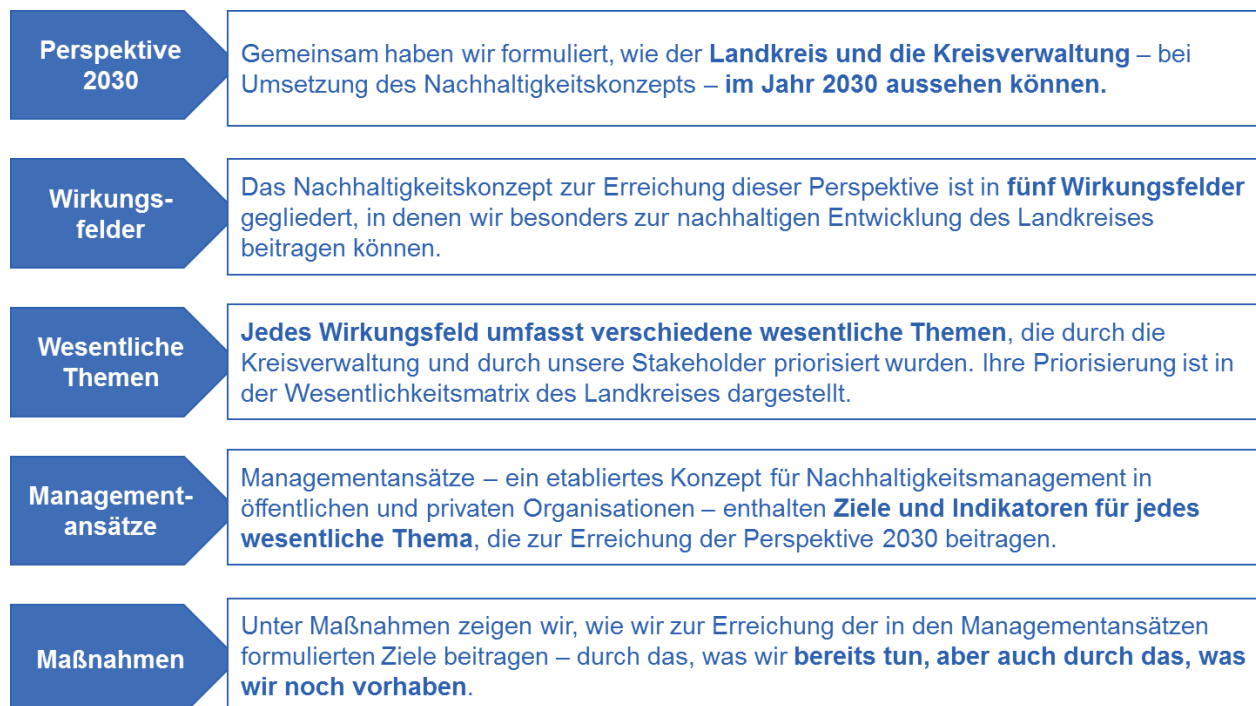 Perspektive
2030
Gemeinsam haben wir formuliert, wie der Landkreis und die Kreisverwaltung – bei
Umsetzung des Nachhaltigkeitskonzepts – im Jahr 2030 aussehen können.
Wirkungs-
felder
Das Nachhaltigkeitskonzept zur Erreichung dieser Perspektive ist in fünf Wirkungsfelder
gegliedert, in denen wir besonders zur nachhaltigen Entwicklung des Landkreises
beitragen können.
Wesentliche
Themen
Jedes Wirkungsfeld umfasst verschiedene wesentliche Themen, die durch die
Kreisverwaltung und durch unsere Stakeholder priorisiert wurden. Ihre Priorisierung ist in
der Wesentlichkeitsmatrix des Landkreises dargestellt.
Management-
ansätze
Managementansätze – ein etabliertes Konzept für Nachhaltigkeitsmanagement in
öffentlichen und privaten Organisationen – enthalten Ziele und Indikatoren für jedes
wesentliche Thema, die zur Erreichung der Perspektive 2030 beitragen.
Maßnahmen
Unter Maßnahmen zeigen wir, wie wir zur Erreichung der in den Managementansätzen
formulierten Ziele beitragen – durch das, was wir bereits tun, aber auch durch das, was
wir noch vorhaben.